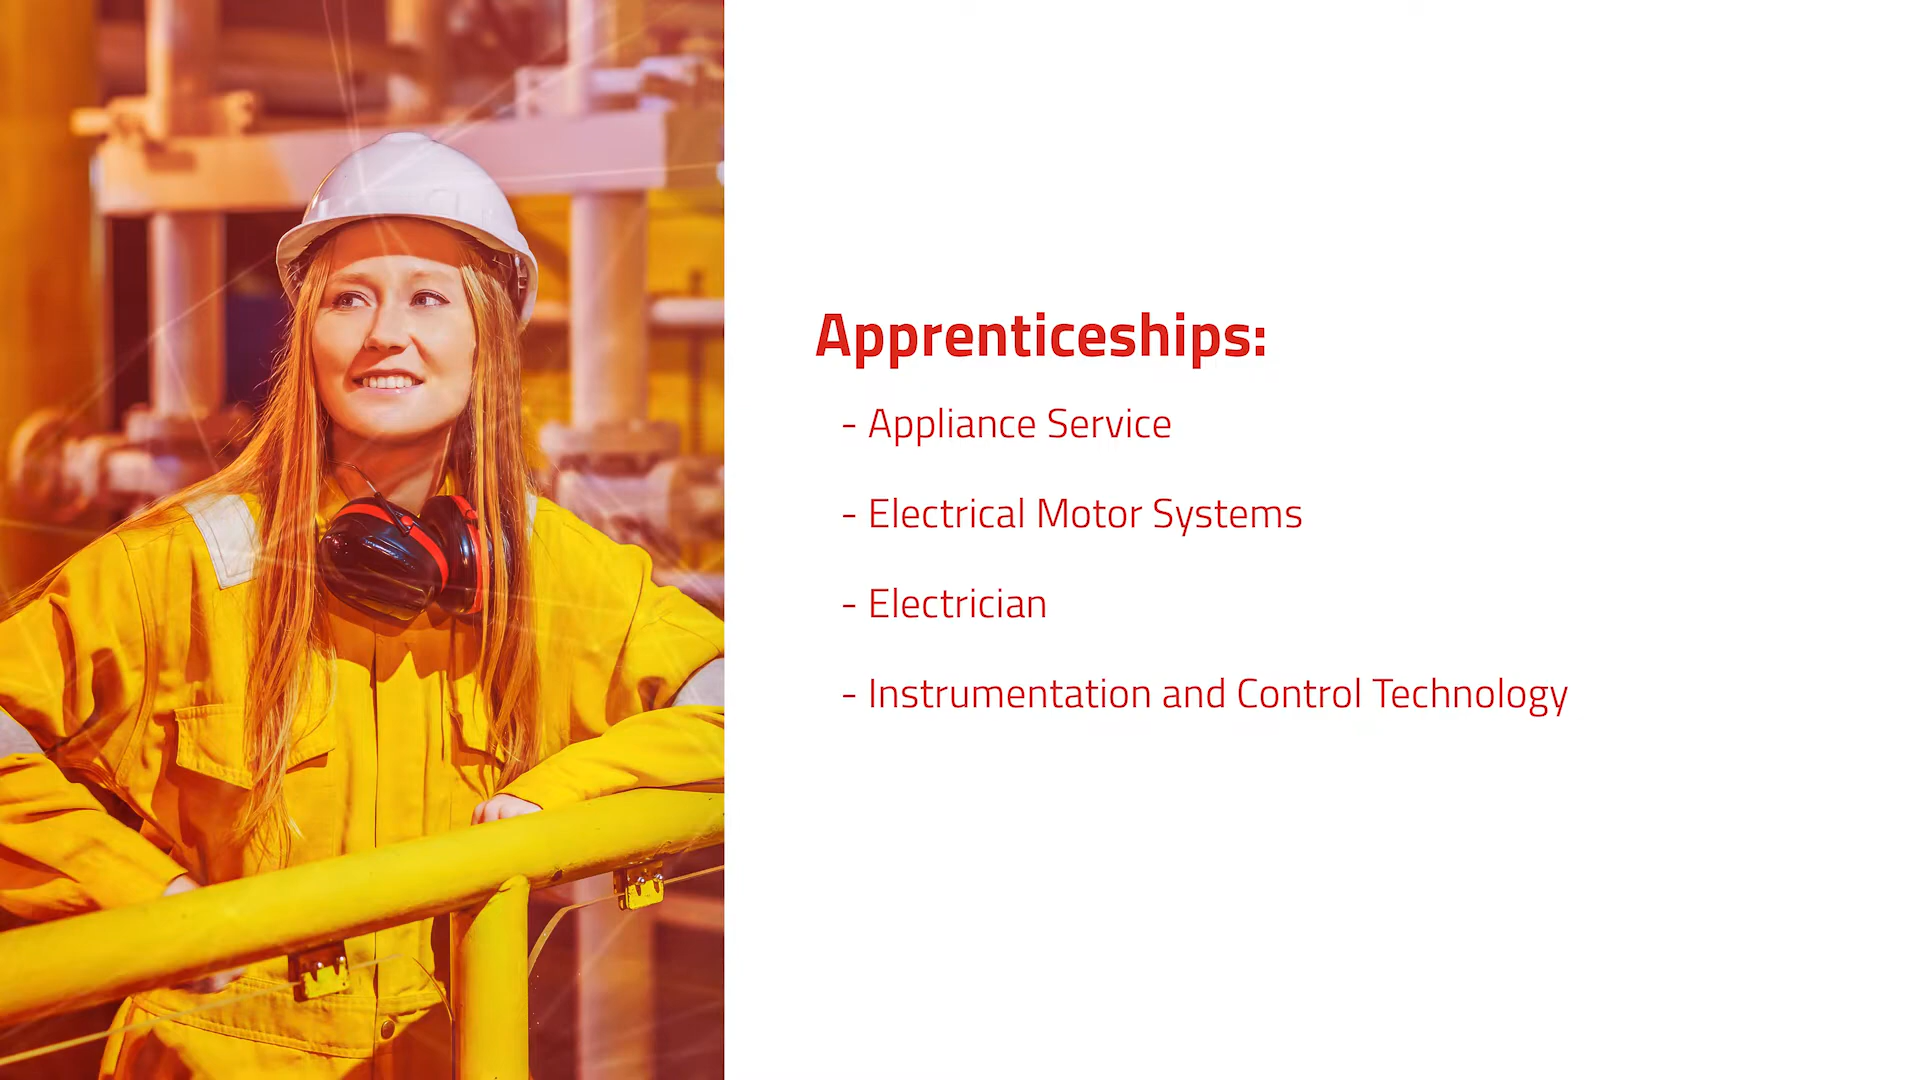 Apprenticeships:
- Appliance Service
- Electrical Motor Systems
- Electrician
- Instrumentation and Control Technology